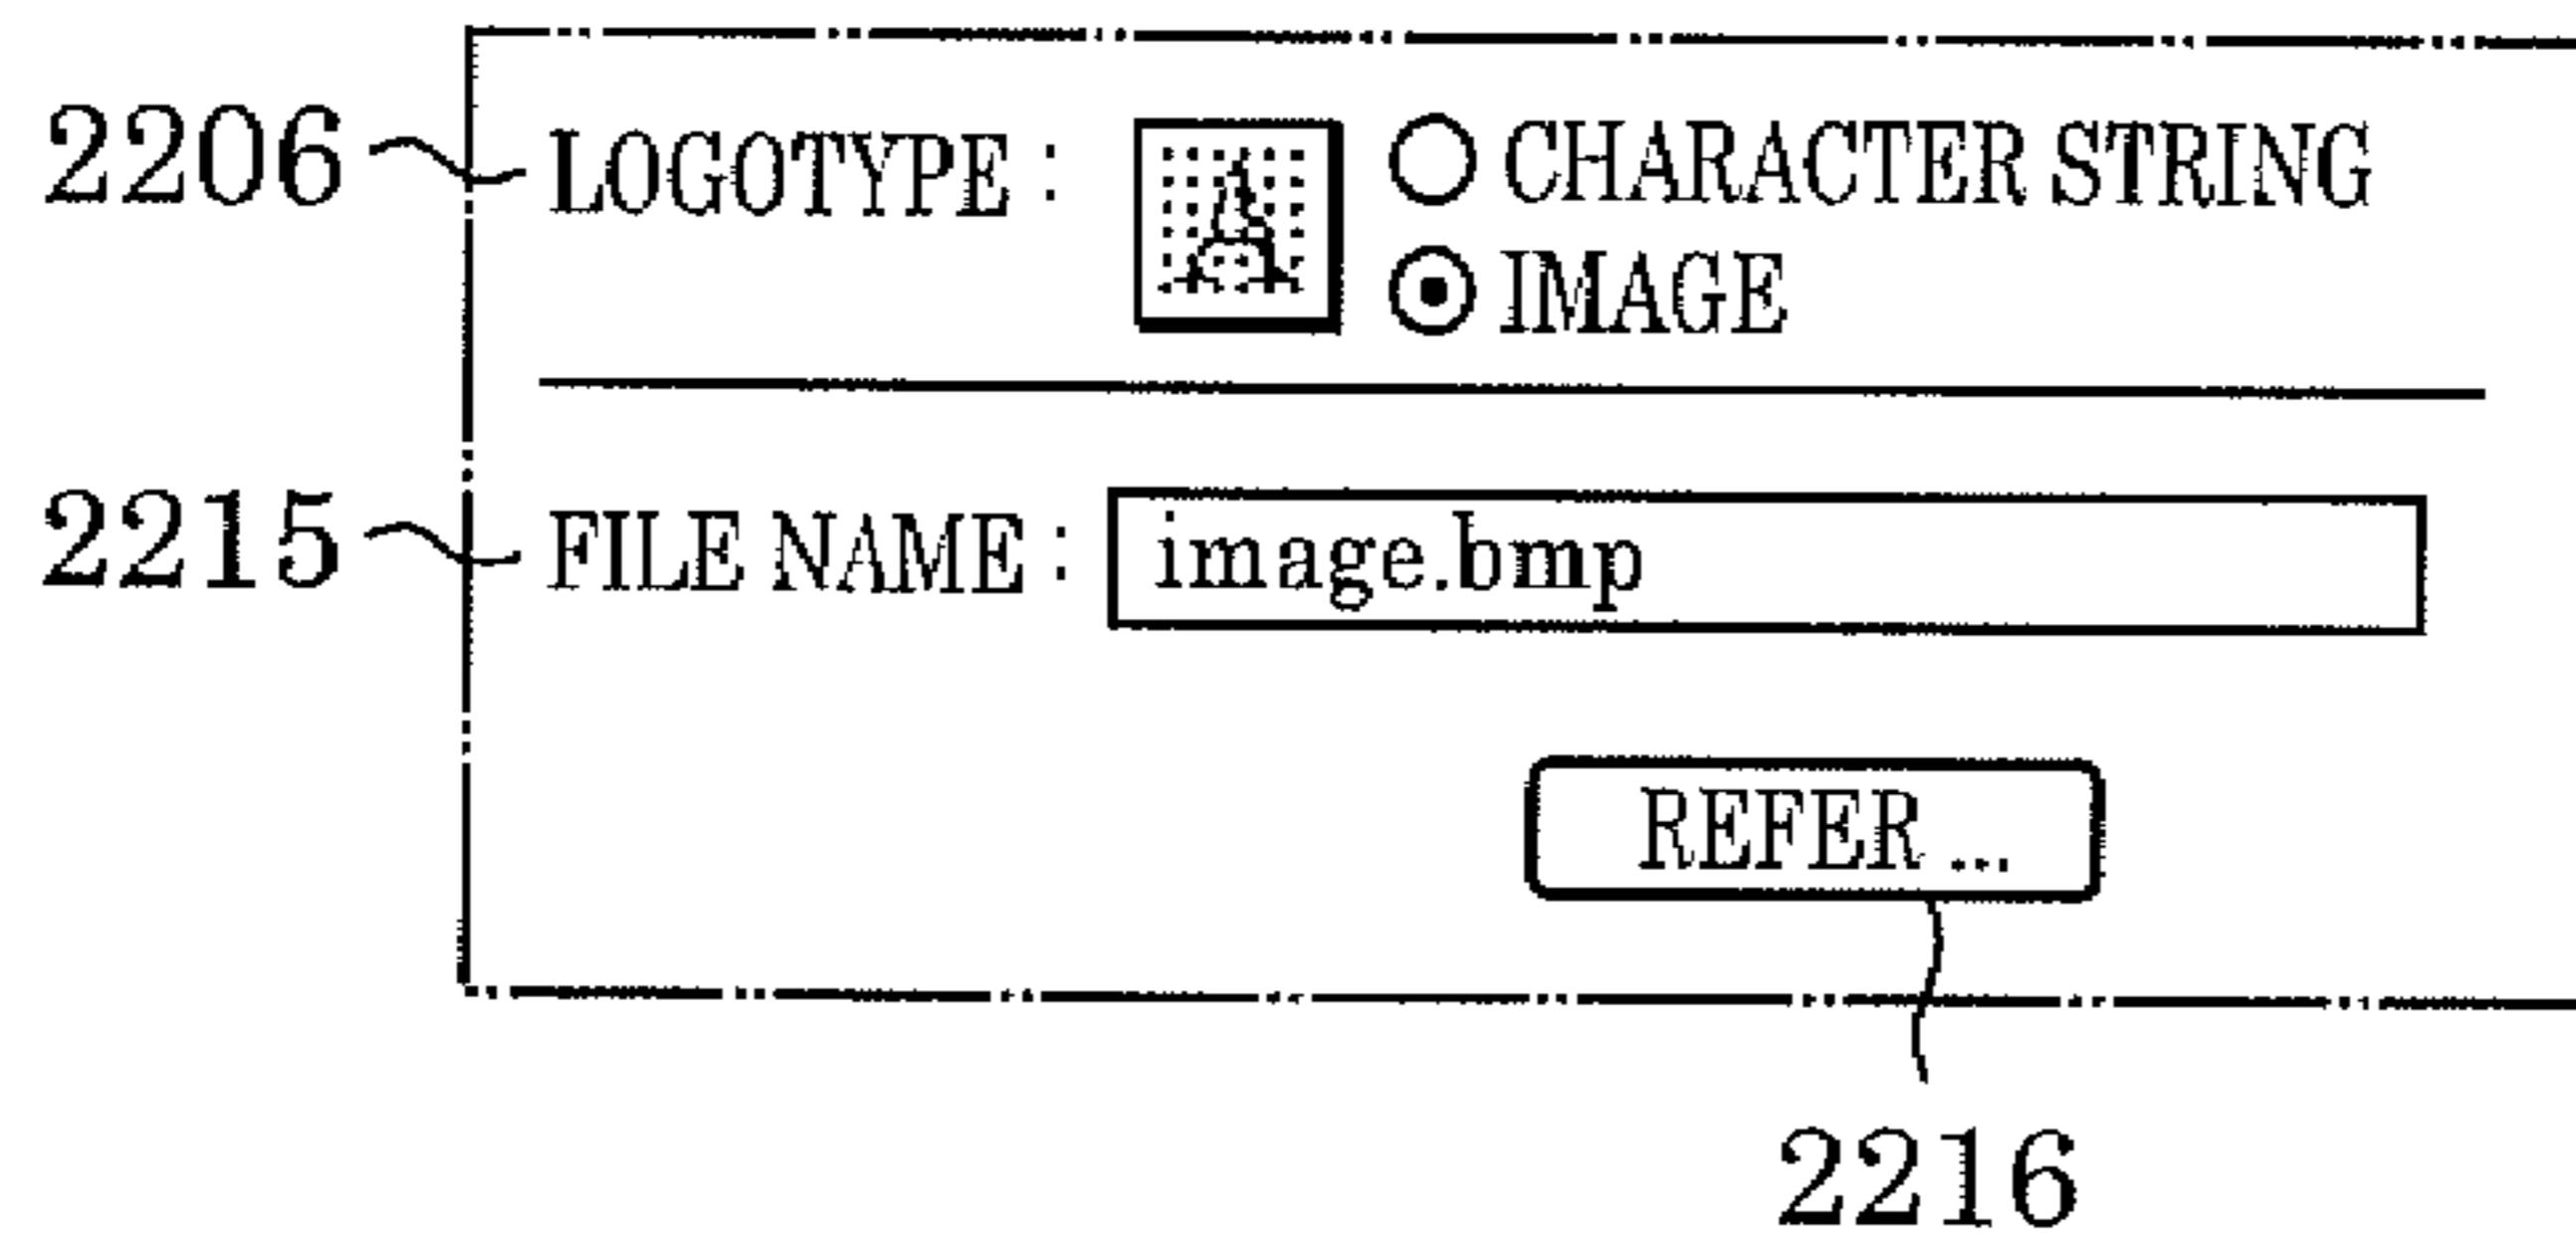 2206 LOGOTYPE : A CHARACTER STRING
IMAGE
2215 FILE NAME : image.bmp
REFER ...
2216